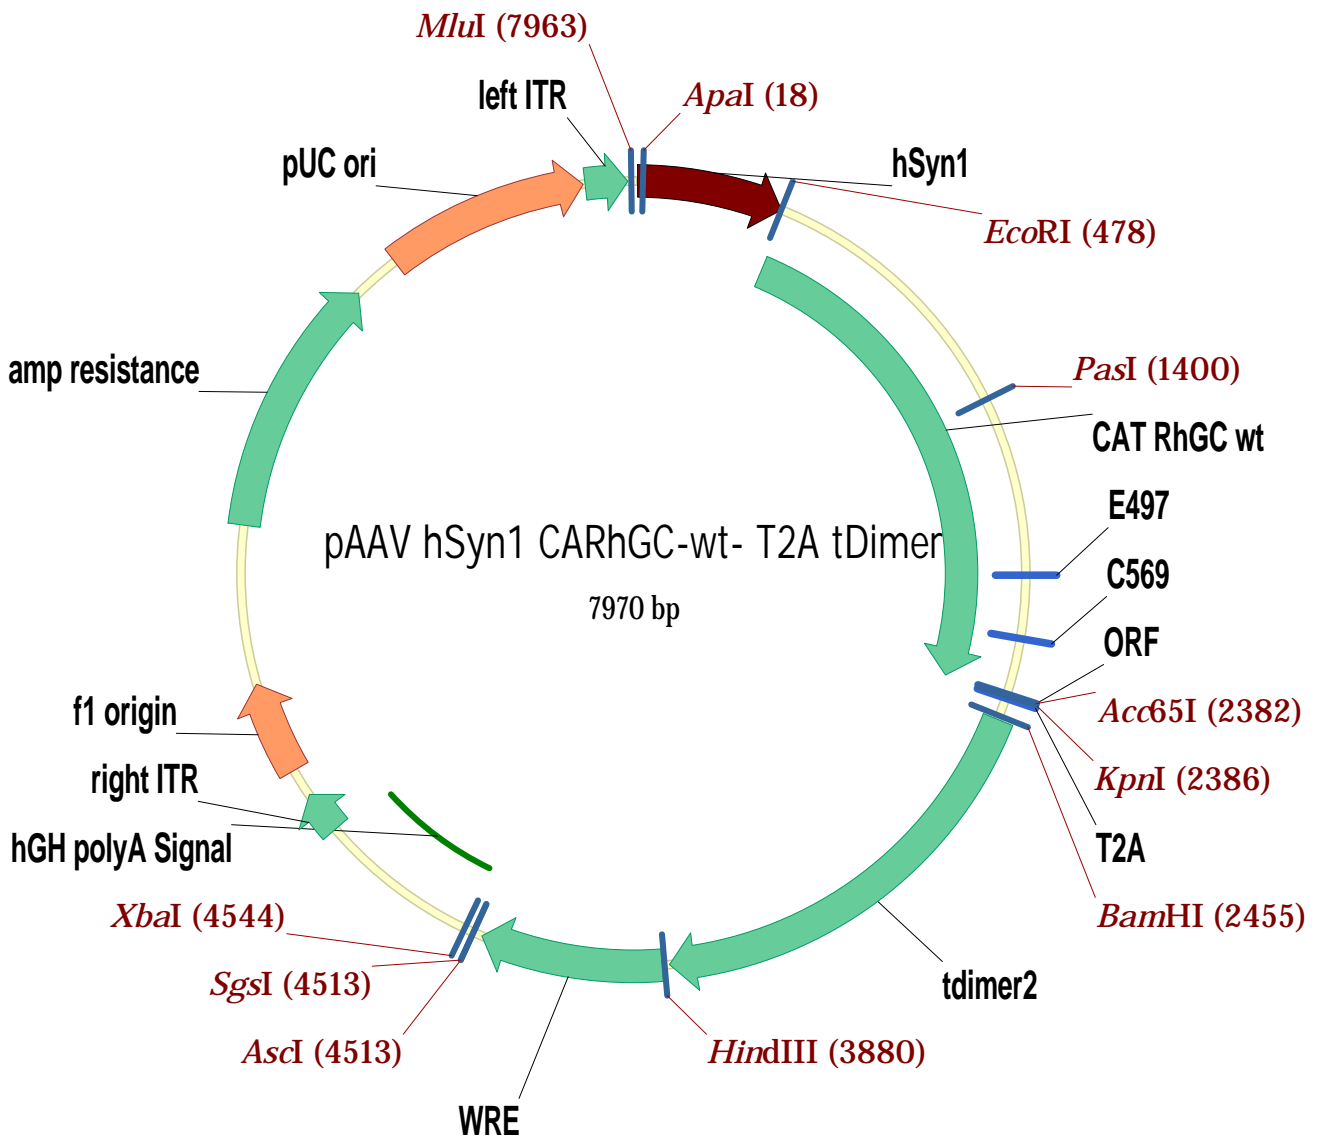 MluI (7963)
left ITR
ApaI (18)
pUC ori
hSyn1
EcoRI (478)
amp resistance
PasI (1400)
CAT RhGC wt
E497
pAAV hSyn1 CARhGC-wt- T2A tDimer
C569
7970 bp
ORF
f1 origin
Acc65I (2382)
right ITR
KpnI (2386)
hGH polyA Signal
T2A
XbaI (4544)
BamHI (2455)
SgsI (4513)
tdimer2
AscI (4513)
HindIII (3880)
WRE